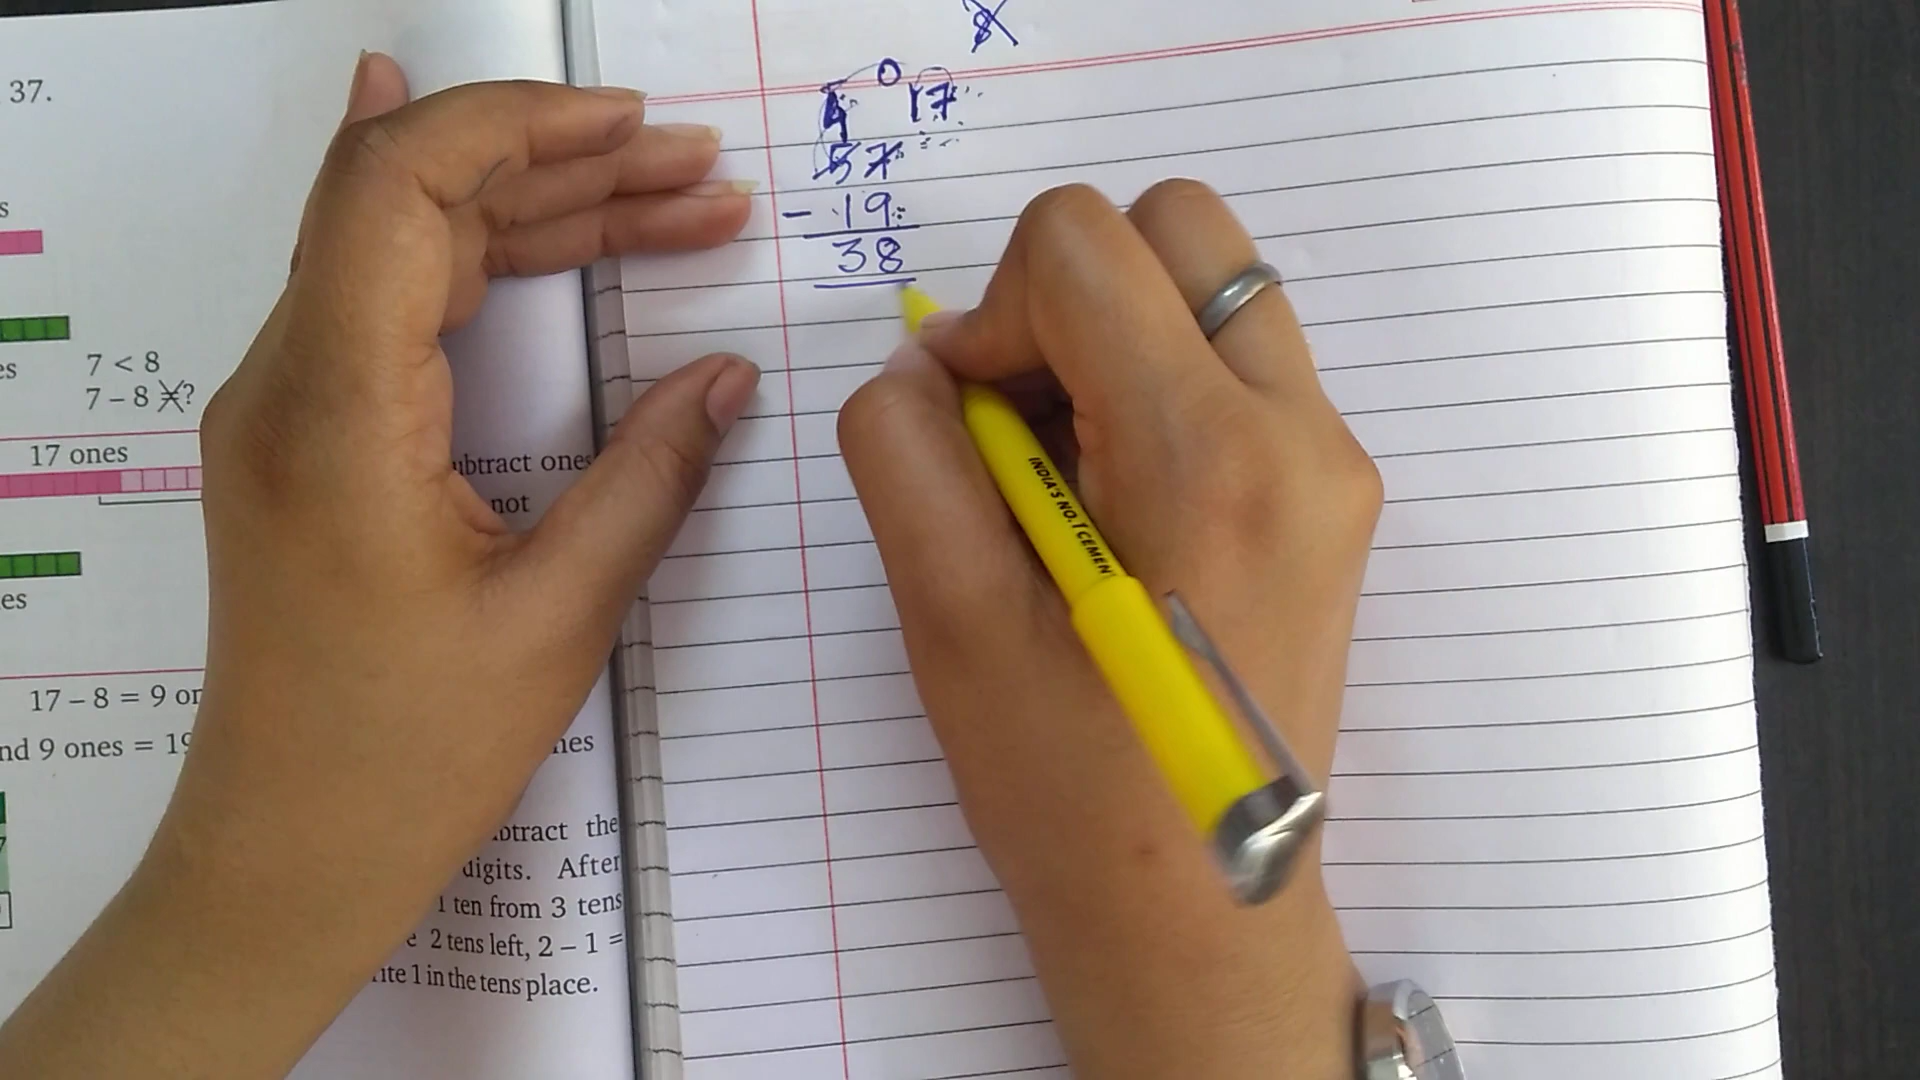 37.
s
es
7 < 8
7 – 8 ?
17 ones
es
17 – 8 = 9
9 ones = 19
ubtract ones
not
nes
btract the
digits. After
1 ten from 3 tens
e 2 tens left, 2 – 1 =
ite 1 in the tens place.
8
0
4 17
57
- 19
38
INDIA'S NO.1 CEMEN